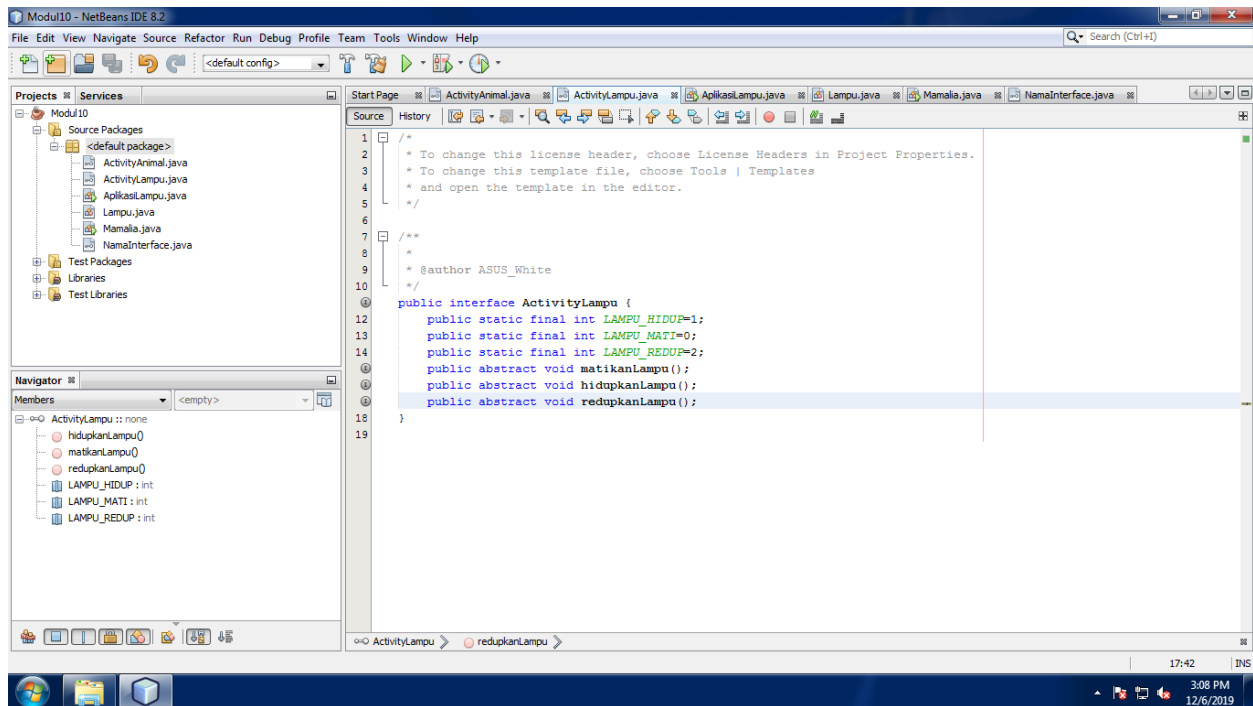 Modul10 - NetBeans IDE 8.2
File Edit View Navigate Source Refactor Run Debug Profile Team Tools Window Help
Search (Ctrl+I)
<default config>
Projects Services
Modul10
Source Packages
<default package>
ActivityAnimal.java
ActivityLampu.java
AplikasiLampu.java
Lampu.java
Mamalia.java
NamaInterface.java
Test Packages
Libraries
Test Libraries
Navigator
Members <empty>
ActivityLampu :: none
hidupkanLampu()
matikanLampu()
redupkanLampu()
LAMPU_HIDUP : int
LAMPU_MATI : int
LAMPU_REDUP : int
Start Page ActivityAnimal.java ActivityLampu.java AplikasiLampu.java Lampu.java Mamalia.java NamaInterface.java
Source History
1 /*
2 * To change this license header, choose License Headers in Project Properties.
3 * To change this template file, choose Tools | Templates
4 * and open the template in the editor.
5 */
6
7 /**
8 *
9 * @author ASUS_White
10 */
public interface ActivityLampu {
12 public static final int LAMPU_HIDUP=1;
13 public static final int LAMPU_MATI=0;
14 public static final int LAMPU_REDUP=2;
public abstract void matikanLampu();
public abstract void hidupkanLampu();
public abstract void redupkanLampu();
18 }
19
ActivityLampu redupkanLampu
17:42 INS
3:08 PM
12/6/2019